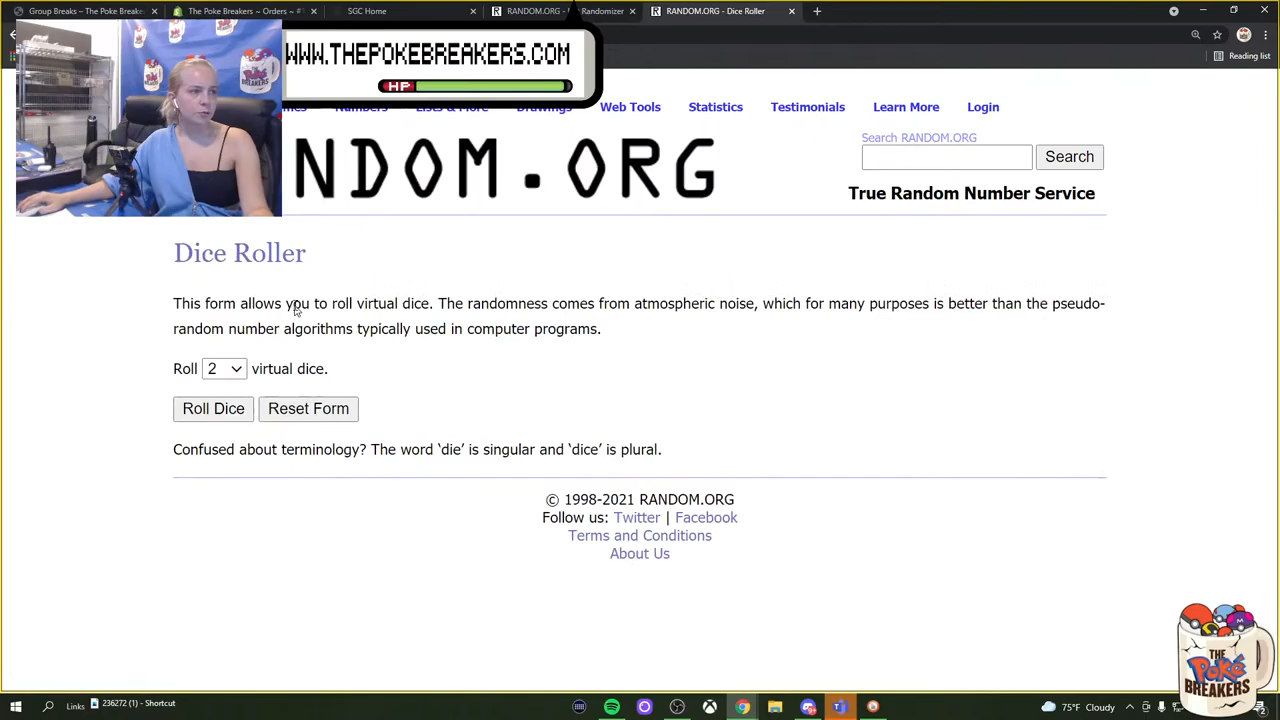 Group Breaks – The Poke Breake
The Poke Breakers ~ Orders ~ #
SGC Home
RANDOM.ORG - Randomizer
RANDOM.ORG - Dice Roller
Reading list
WWW.THEPOKEBREAKERS.COM
HP
Numbers Lists & More Drawings Web Tools Statistics Testimonials Learn More Login
Search RANDOM.ORG
NDOM.ORG
Search
True Random Number Service
Dice Roller
This form allows you to roll virtual dice. The randomness comes from atmospheric noise, which for many purposes is better than the pseudo-
random number algorithms typically used in computer programs.
Roll 2 virtual dice.
Roll Dice Reset Form
Confused about terminology? The word ‘die’ is singular and ‘dice’ is plural.
© 1998-2021 RANDOM.ORG
Follow us: Twitter | Facebook
Terms and Conditions
About Us
THE
Poké
BREAKERS
Links
236272 (1) - Shortcut
75°F Cloudy